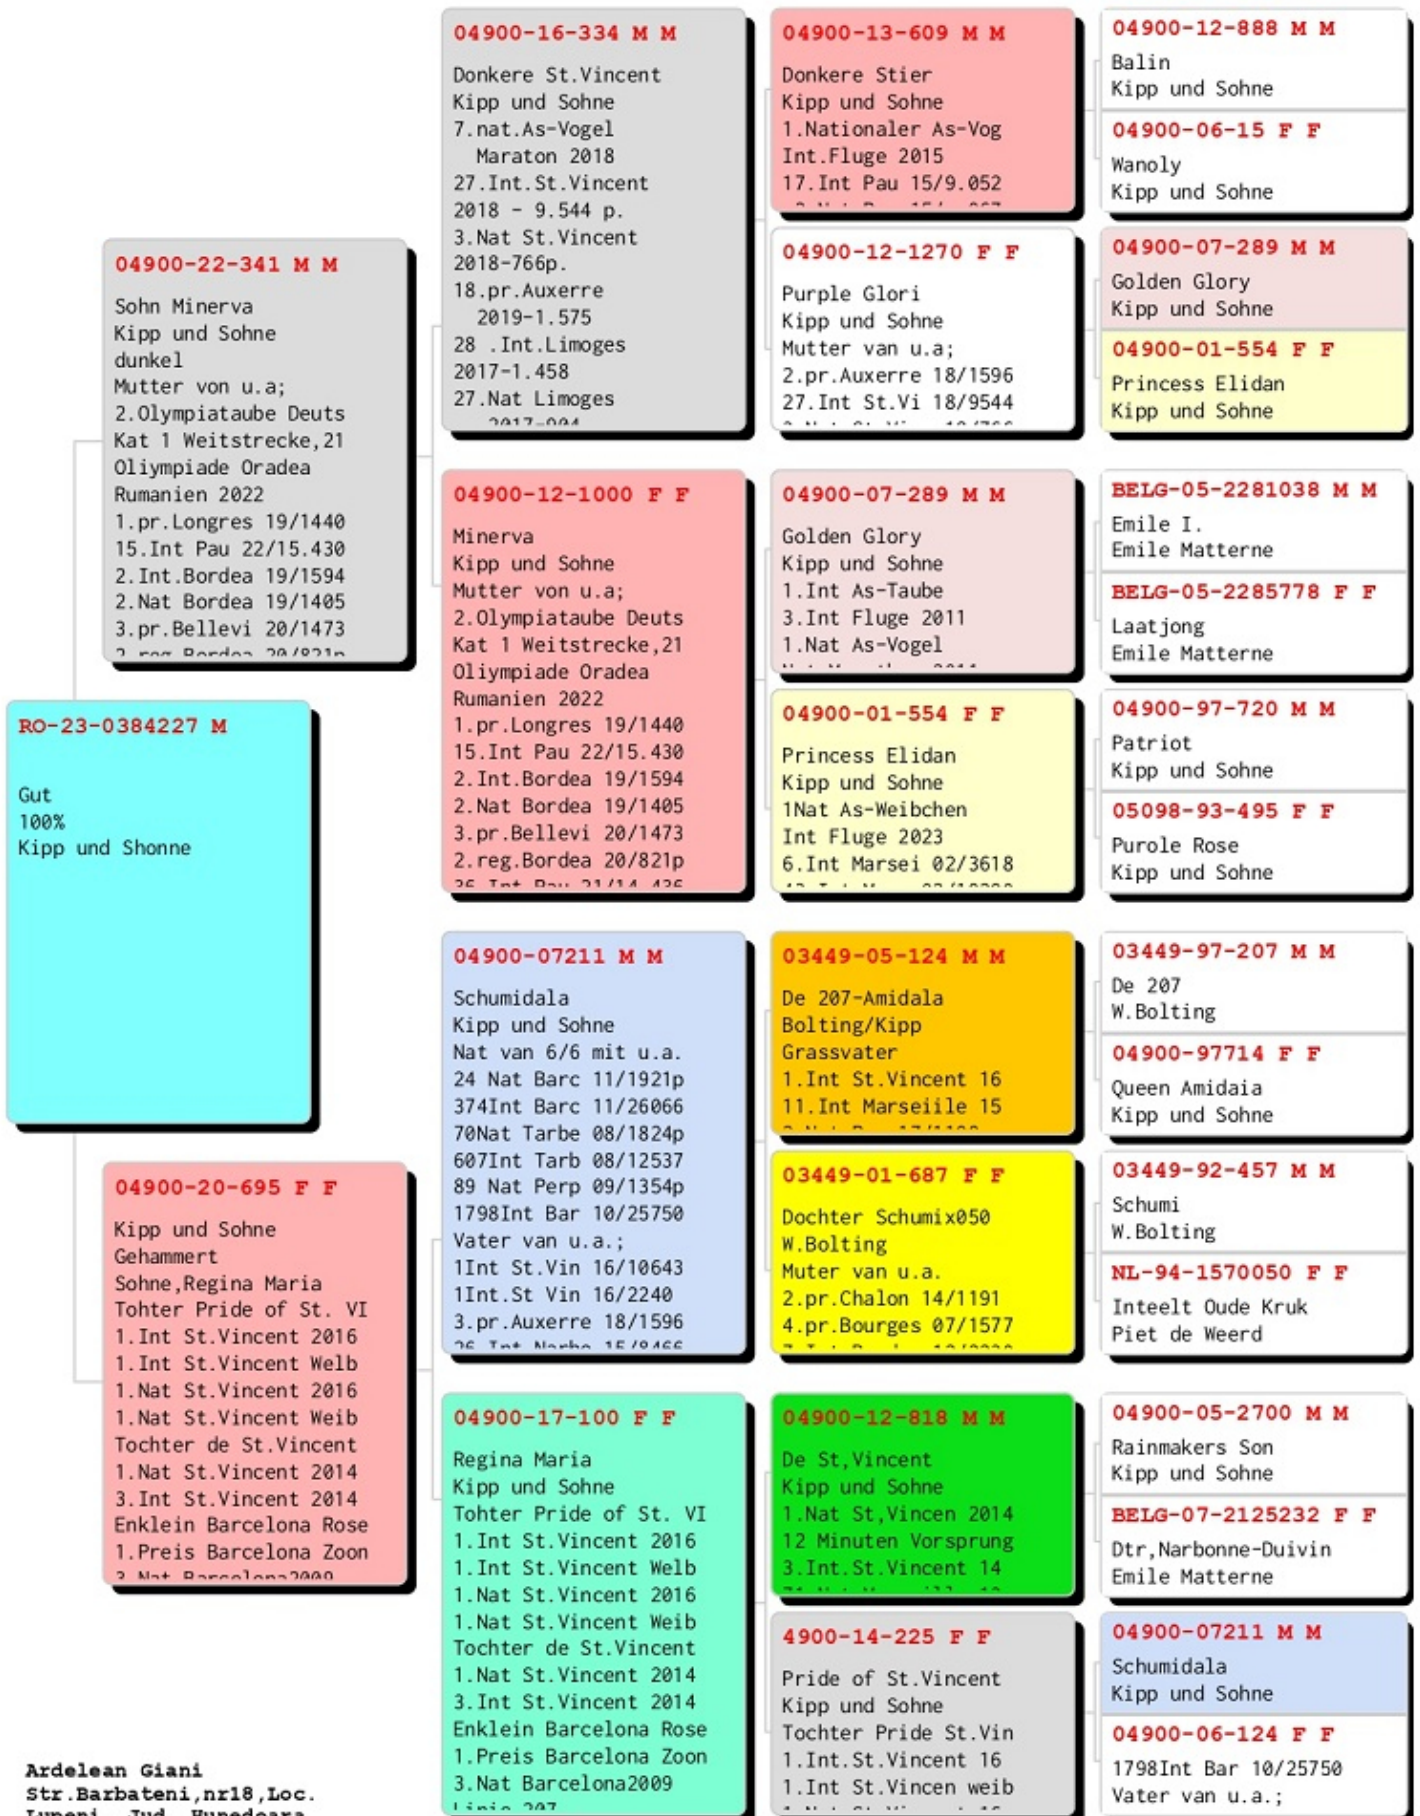 RO-23-0384227 M
Gut
100%
Kipp und Shonne
04900-22-341 M M
Sohn Minerva
Kipp und Sohne
dunkel
Mutter von u.a;
2.Olympiataube Deuts
Kat 1 Weitstrecke,21
Oliympiade Oradea
Rumanien 2022
1.pr.Longres 19/1440
15.Int Pau 22/15.430
2.Int.Bordea 19/1594
2.Nat Bordea 19/1405
3.pr.Bellevi 20/1473
2.reg.Bordea 20/821p
04900-20-695 F F
Kipp und Sohne
Gehammert
Sohne,Regina Maria
Tohter Pride of St. VI
1.Int St.Vincent 2016
1.Int St.Vincent Welb
1.Nat St.Vincent 2016
1.Nat St.Vincent Weib
Tochter de St.Vincent
1.Nat St.Vincent 2014
3.Int St.Vincent 2014
Enklein Barcelona Rose
1.Preis Barcelona Zoon
3.Nat Barcelona2009
04900-16-334 M M
Donkere St.Vincent
Kipp und Sohne
7.nat.As-Vogel
Maraton 2018
27.Int.St.Vincent
2018 - 9.544 p.
3.Nat St.Vincent
2018-766p.
18.pr.Auxerre
2019-1.575
28 .Int.Limoges
2017-1.458
27.Nat Limoges
2017-904
04900-12-1000 F F
Minerva
Kipp und Sohne
Mutter von u.a;
2.Olympiataube Deuts
Kat 1 Weitstrecke,21
Oliympiade Oradea
Rumanien 2022
1.pr.Longres 19/1440
15.Int Pau 22/15.430
2.Int.Bordea 19/1594
2.Nat Bordea 19/1405
3.pr.Bellevi 20/1473
2.reg.Bordea 20/821p
36 Int Pau 21/14.436
04900-07211 M M
Schumidala
Kipp und Sohne
Nat van 6/6 mit u.a.
24 Nat Barc 11/1921p
374Int Barc 11/26066
70Nat Tarbe 08/1824p
607Int Tarb 08/12537
89 Nat Perp 09/1354p
1798Int Bar 10/25750
Vater van u.a.;
1Int St.Vin 16/10643
1Int.St Vin 16/2240
3.pr.Auxerre 18/1596
26 Int Narbo 15/8466
04900-17-100 F F
Regina Maria
Kipp und Sohne
Tohter Pride of St. VI
1.Int St.Vincent 2016
1.Int St.Vincent Welb
1.Nat St.Vincent 2016
1.Nat St.Vincent Weib
Tochter de St.Vincent
1.Nat St.Vincent 2014
3.Int St.Vincent 2014
Enklein Barcelona Rose
1.Preis Barcelona Zoon
3.Nat Barcelona2009
Linie 207
04900-13-609 M M
Donkere Stier
Kipp und Sohne
1.Nationaler As-Vog
Int.Fluge 2015
17.Int Pau 15/9.052
04900-12-1270 F F
Purple Glori
Kipp und Sohne
Mutter van u.a;
2.pr.Auxerre 18/1596
27.Int St.Vi 18/9544
04900-07-289 M M
Golden Glory
Kipp und Sohne
1.Int As-Taube
3.Int Fluge 2011
1.Nat As-Vogel
04900-01-554 F F
Princess Elidan
Kipp und Sohne
1Nat As-Weibchen
Int Fluge 2023
6.Int Marsei 02/3618
03449-05-124 M M
De 207-Amidala
Bolting/Kipp
Grassvater
1.Int St.Vincent 16
11.Int Marseiile 15
03449-01-687 F F
Dochter Schumix050
W.Bolting
Muter van u.a.
2.pr.Chalon 14/1191
4.pr.Bourges 07/1577
04900-12-818 M M
De St,Vincent
Kipp und Sohne
1.Nat St,Vincen 2014
12 Minuten Vorsprung
3.Int.St.Vincent 14
4900-14-225 F F
Pride of St.Vincent
Kipp und Sohne
Tochter Pride St.Vin
1.Int.St.Vincent 16
1.Int St.Vincen weib
04900-12-888 M M
Balin
Kipp und Sohne
04900-06-15 F F
Wanoly
Kipp und Sohne
04900-07-289 M M
Golden Glory
Kipp und Sohne
04900-01-554 F F
Princess Elidan
Kipp und Sohne
BELG-05-2281038 M M
Emile I.
Emile Matterne
BELG-05-2285778 F F
Laatjong
Emile Matterne
04900-97-720 M M
Patriot
Kipp und Sohne
05098-93-495 F F
Purole Rose
Kipp und Sohne
03449-97-207 M M
De 207
W.Bolting
04900-97714 F F
Queen Amidaia
Kipp und Sohne
03449-92-457 M M
Schumi
W.Bolting
NL-94-1570050 F F
Inteelt Oude Kruk
Piet de Weerd
04900-05-2700 M M
Rainmakers Son
Kipp und Sohne
BELG-07-2125232 F F
Dtr,Narbonne-Duivin
Emile Matterne
04900-07211 M M
Schumidala
Kipp und Sohne
04900-06-124 F F
1798Int Bar 10/25750
Vater van u.a.;
Ardelean Giani
Str.Barbateni,nr18,Loc.
Lupeni, Jud. Hunedoara